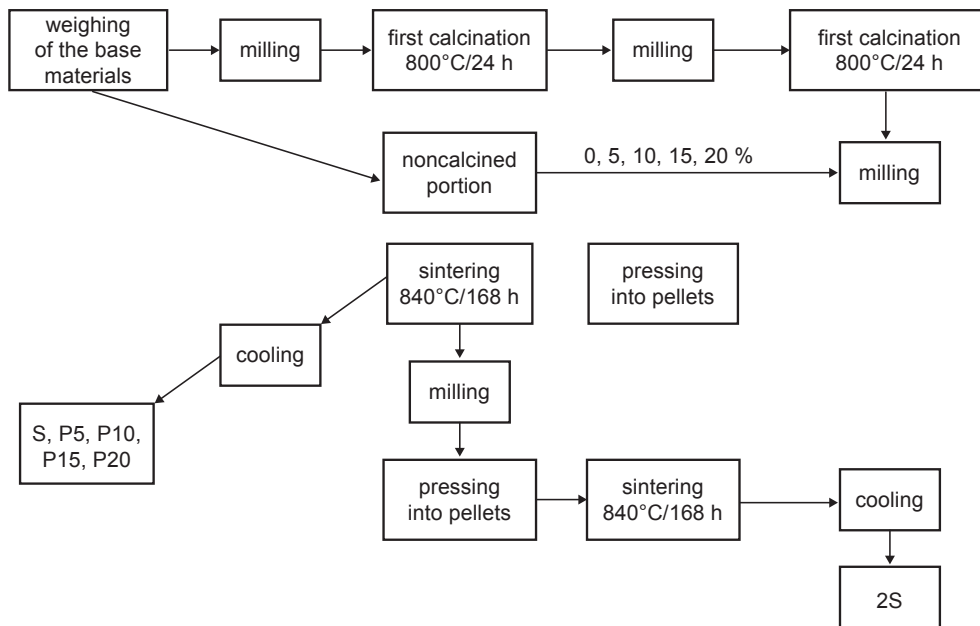 weighing
of the base
materials
milling
first calcination
800°C/24 h
milling
first calcination
800°C/24 h
noncalcined
portion
0, 5, 10, 15, 20 %
milling
sintering
840°C/168 h
pressing
into pellets
cooling
milling
S, P5, P10,
P15, P20
pressing
into pellets
sintering
840°C/168 h
cooling
2S